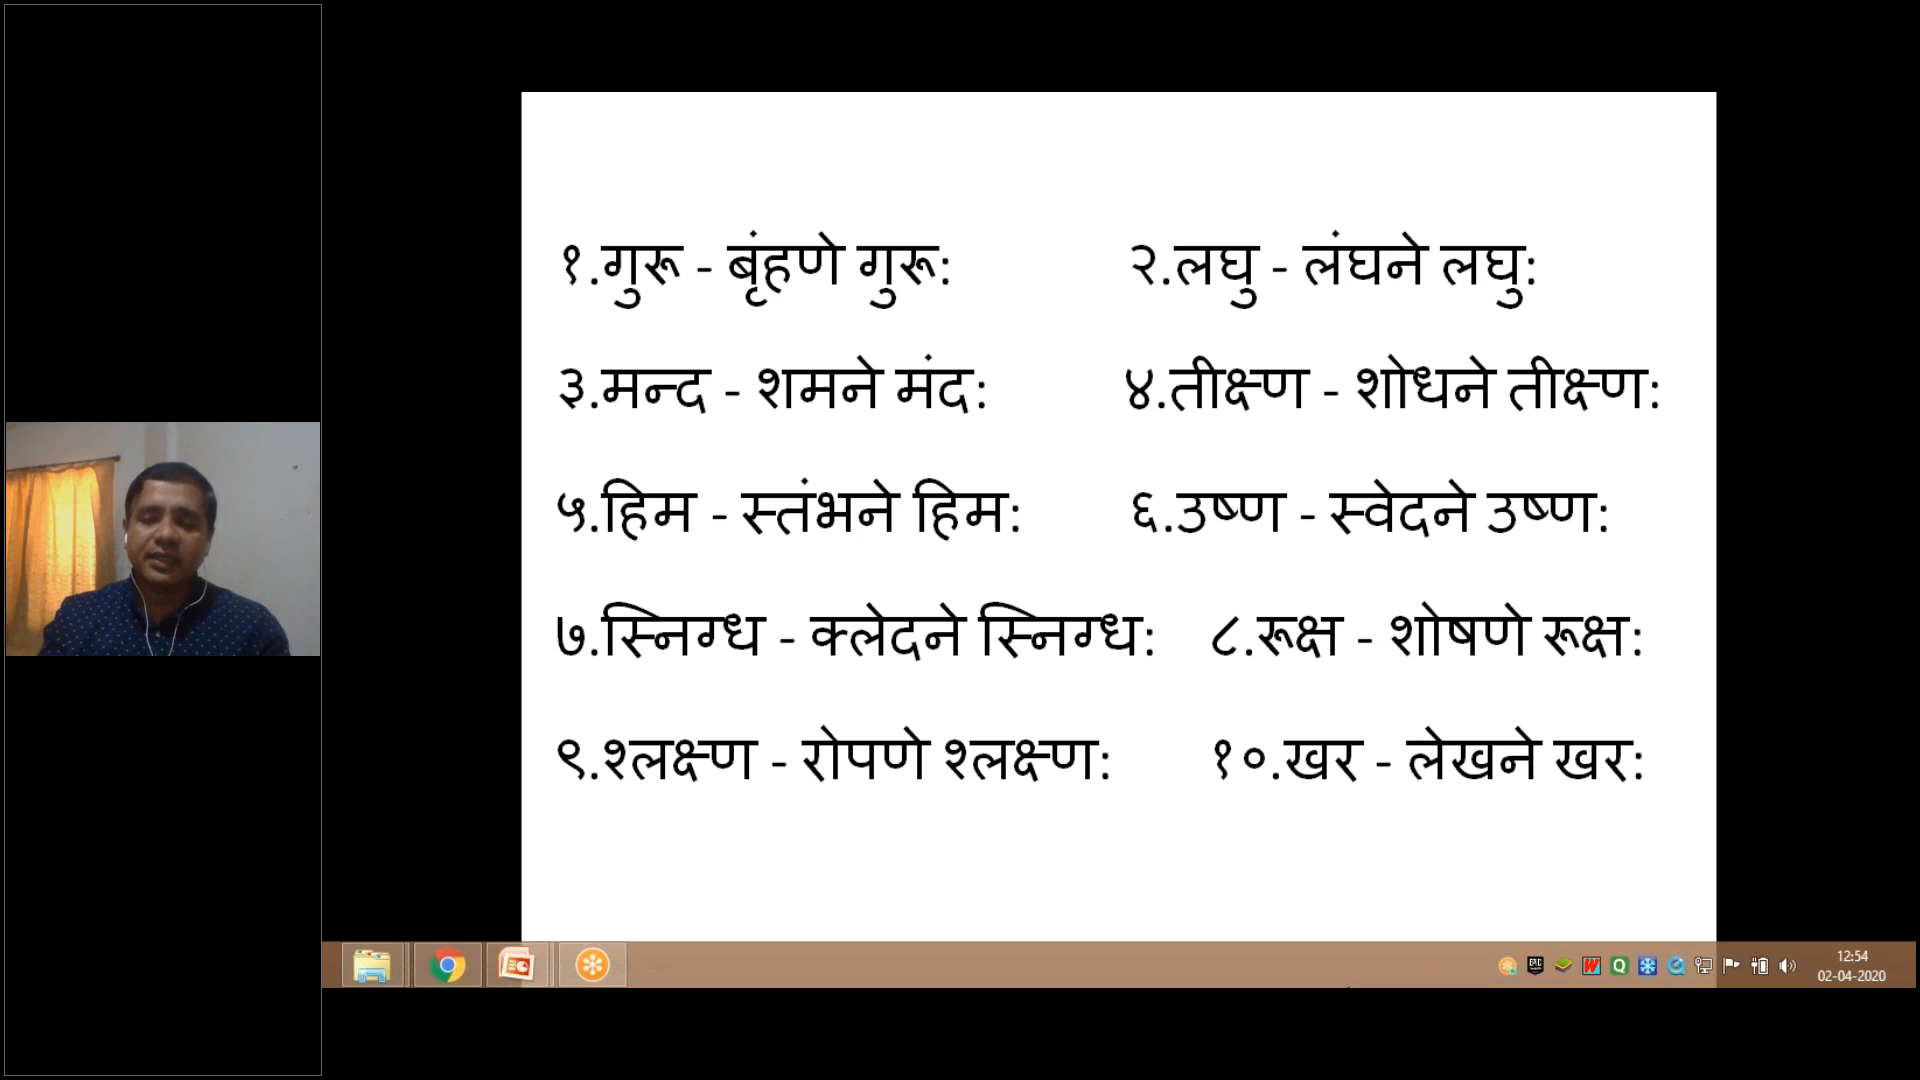 १.गुरू - बृंहणे गुरू: २.लघु - लंघने लघु:
३.मन्द - शमने मंद: ४.तीक्ष्ण - शोधने तीक्ष्ण:
५.हिम - स्तंभने हिम: ६.उष्ण - स्वेदने उष्ण:
७.स्निग्ध - क्लेदने स्निग्ध: ८.रूक्ष - शोषणे रूक्ष:
९.श्लक्ष्ण - रोपणे श्लक्ष्ण: १०.खर - लेखने खर:
12:54
02-04-2020